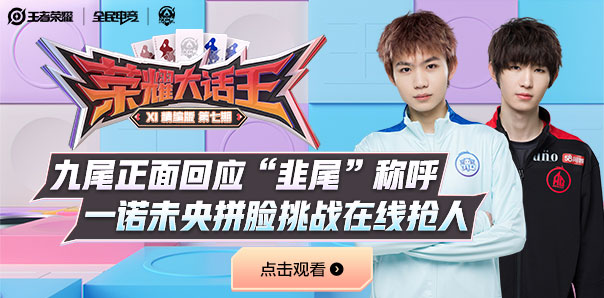 王者荣耀 全民电竞
荣耀大话王
XI 精编版 第七期
九尾正面回应“韭尾”称呼
一诺未央拼脸挑战在线抢人
点击观看